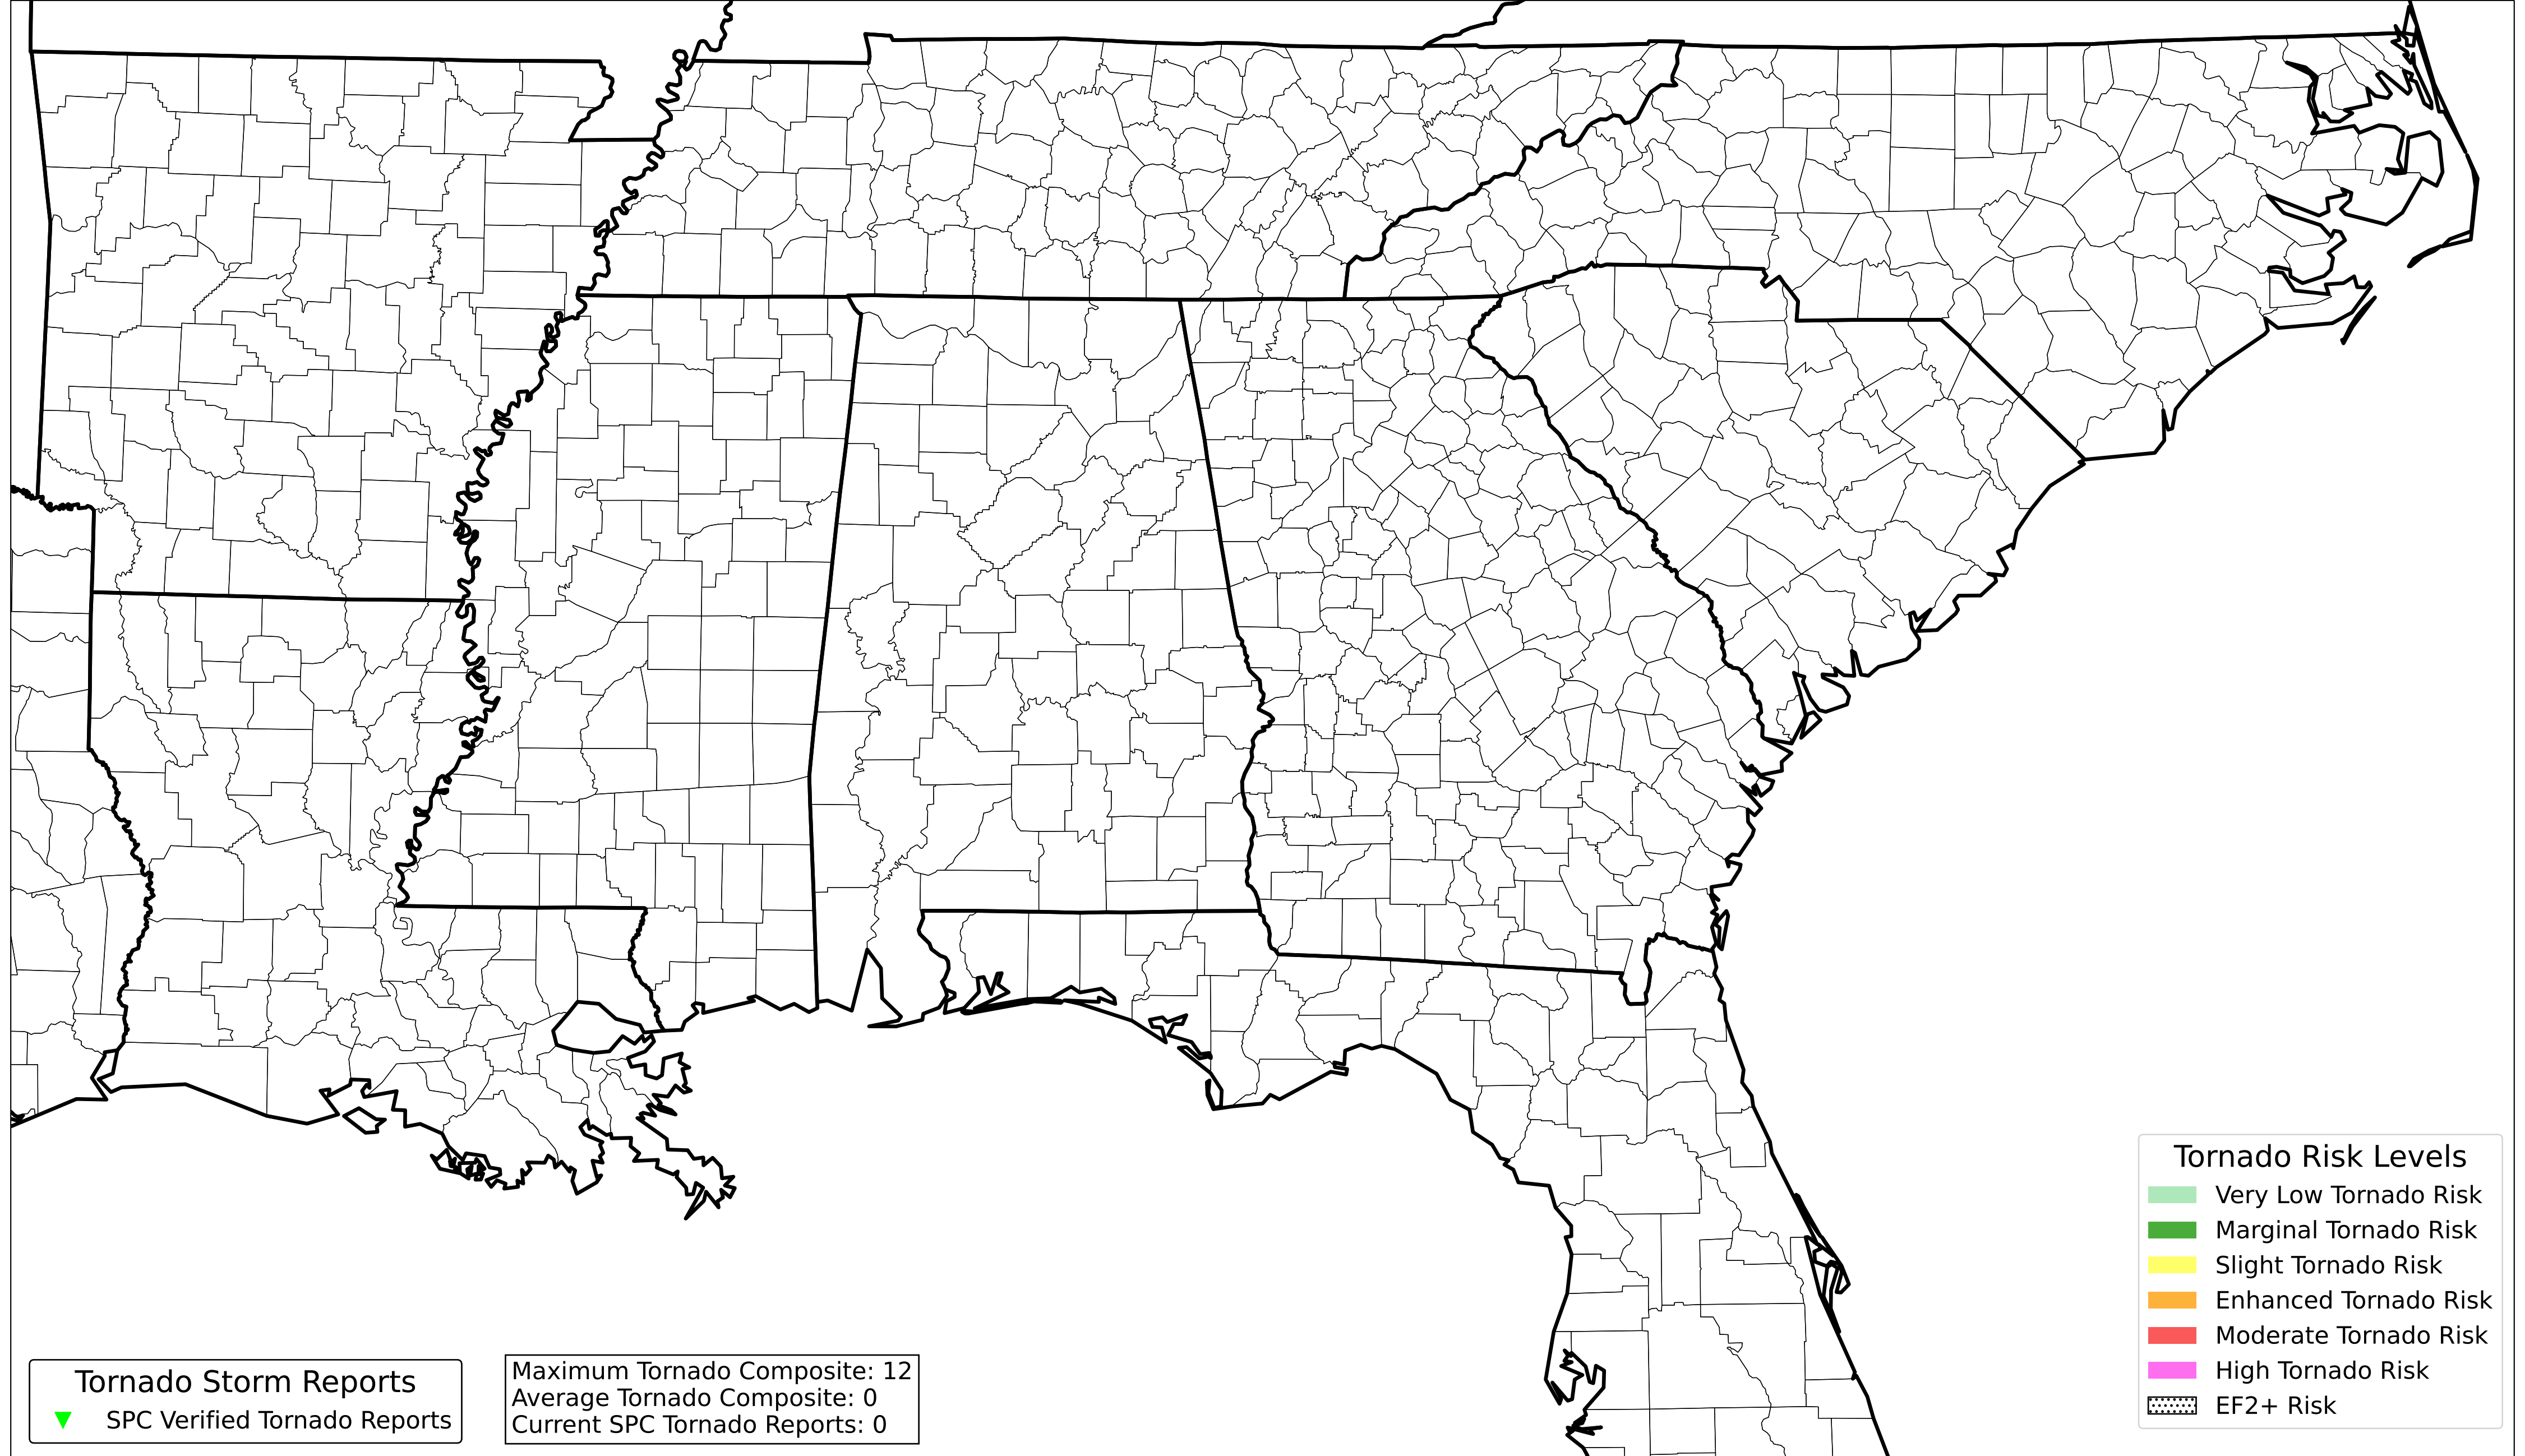 Tornado Risk Levels
Very Low Tornado Risk
Marginal Tornado Risk
Slight Tornado Risk
Enhanced Tornado Risk
Moderate Tornado Risk
High Tornado Risk
EF2+ Risk
Tornado Storm Reports
SPC Verified Tornado Reports
Maximum Tornado Composite: 12
Average Tornado Composite: 0
Current SPC Tornado Reports: 0